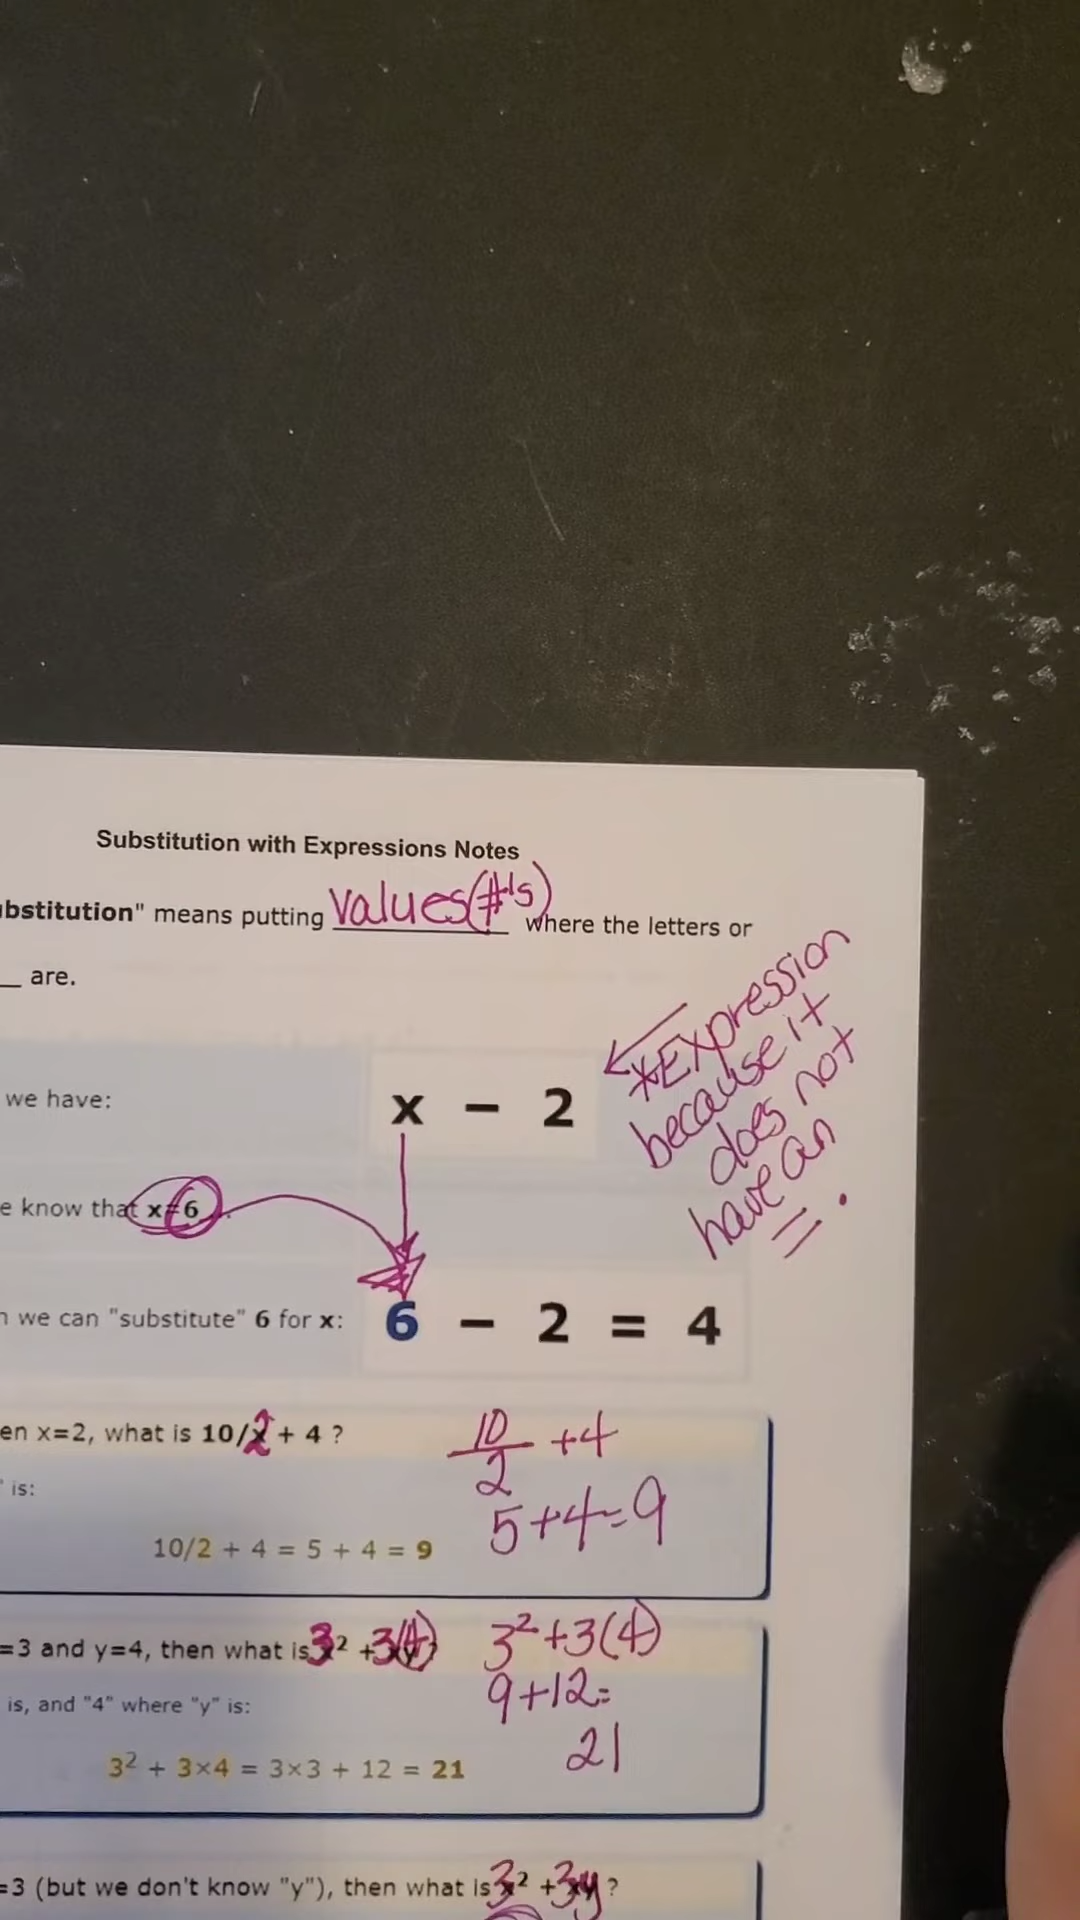 Substitution with Expressions Notes
bstitution" means putting values(#'s) where the letters or
__ are.
*Expression
because it
does not
have an
= .
we have:
x - 2
e know that x=6
we can "substitute" 6 for x:
6 - 2 = 4
en x=2, what is 10/2 + 4 ?
10/2 + 4
is:
5+4=9
10/2 + 4 = 5 + 4 = 9
=3 and y=4, then what is 3² + 3(4)
3²+3(4)
9+12=
is, and "4" where "y" is:
21
3² + 3×4 = 3×3 + 12 = 21
=3 (but we don't know "y"), then what is 3² + 3y ?